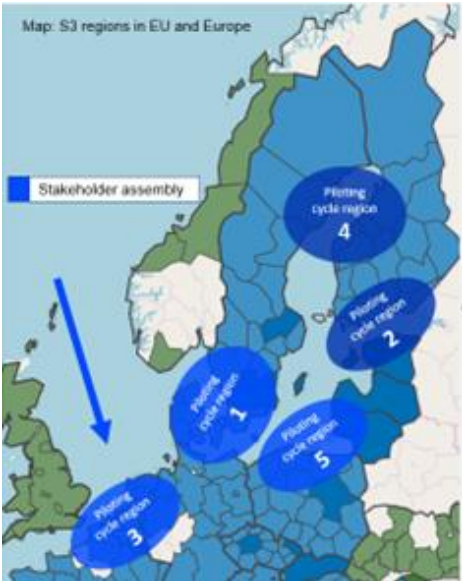 Map: S3 regions in EU and Europe
Stakeholder assembly
Piloting
cycle region
4
Piloting
cycle region
2
Piloting
cycle region
1
Piloting
cycle region
5
Piloting
cycle region
3